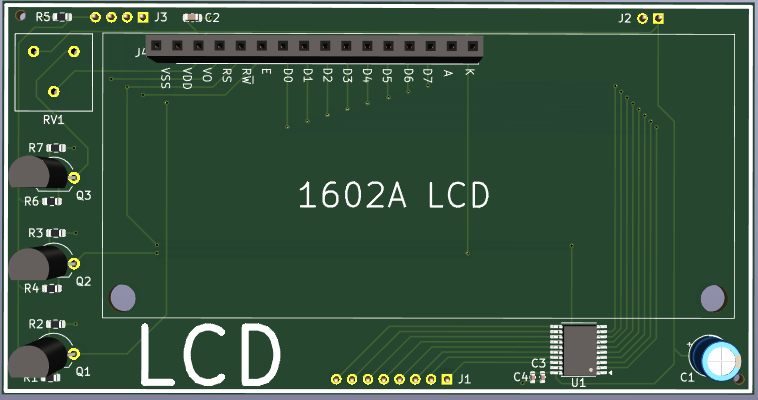 R5
J3
C2
J2
J4
VSS
VDD
VO
RS
RW
E
D0
D1
D2
D3
D4
D5
D6
D7
A
K
RV1
R7
Q3
R6
1602A LCD
R3
Q2
R4
R2
LCD
Q1
R1
J1
C3
C4
U1
C1
+